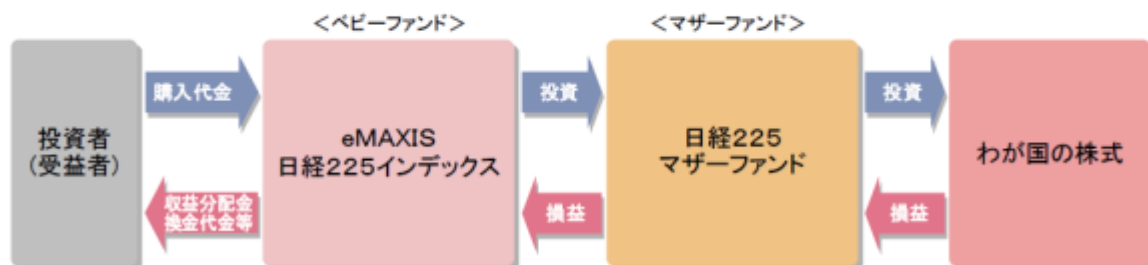 ＜ベビーファンド＞
＜マザーファンド＞
投資者
(受益者)
購入代金
収益分配金
換金代金等
eMAXIS
日経225インデックス
投資
損益
日経225
マザーファンド
投資
損益
わが国の株式